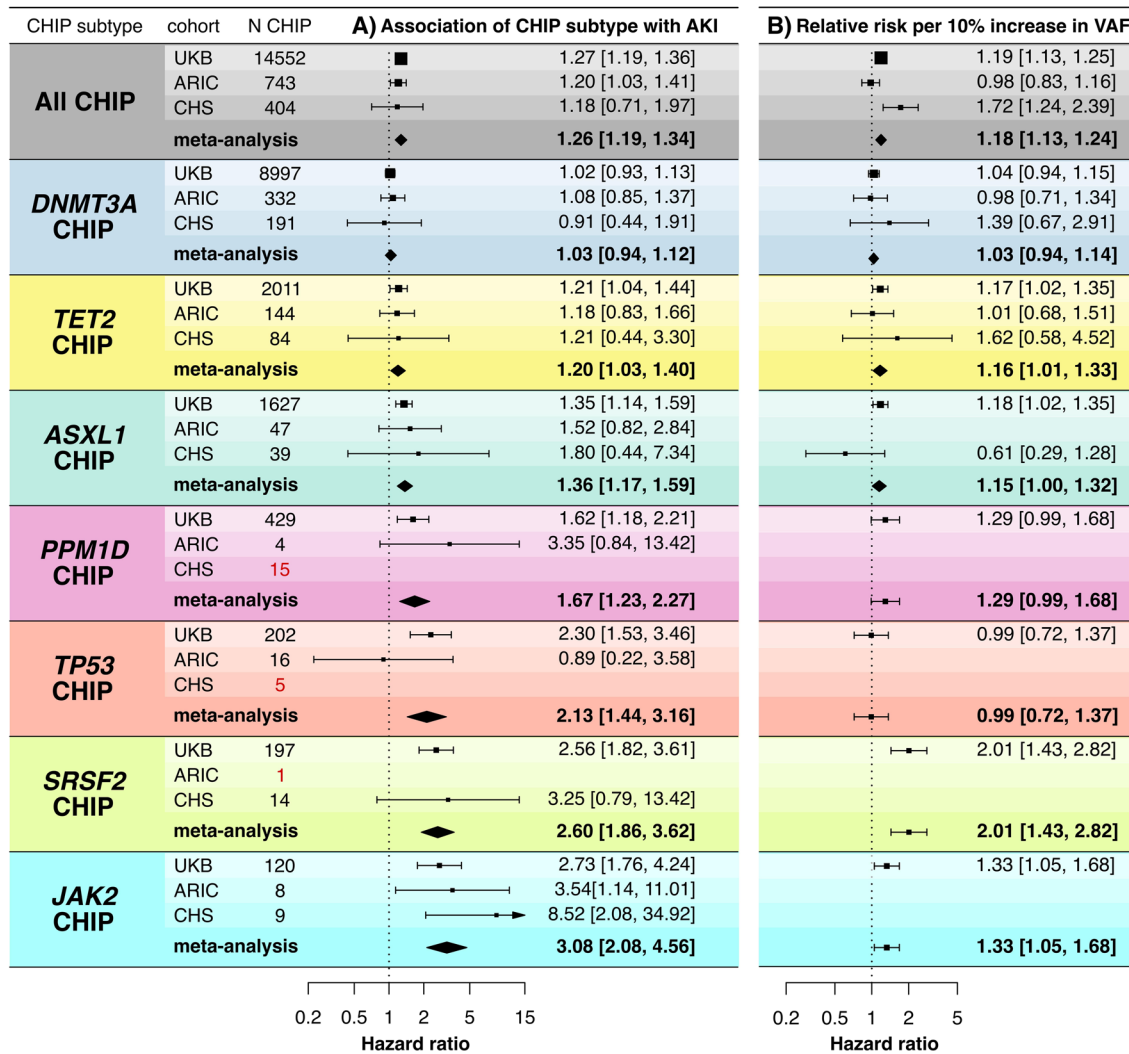 CHIP subtype cohort N CHIP A) Association of CHIP subtype with AKI B) Relative risk per 10% increase in VAF
All CHIP
UKB 14552 1.27 [1.19, 1.36] 1.19 [1.13, 1.25]
ARIC 743 1.20 [1.03, 1.41] 0.98 [0.83, 1.16]
CHS 404 1.18 [0.71, 1.97] 1.72 [1.24, 2.39]
meta-analysis 1.26 [1.19, 1.34] 1.18 [1.13, 1.24]
DNMT3A
CHIP
UKB 8997 1.02 [0.93, 1.13] 1.04 [0.94, 1.15]
ARIC 332 1.08 [0.85, 1.37] 0.98 [0.71, 1.34]
CHS 191 0.91 [0.44, 1.91] 1.39 [0.67, 2.91]
meta-analysis 1.03 [0.94, 1.12] 1.03 [0.94, 1.14]
TET2
CHIP
UKB 2011 1.21 [1.04, 1.44] 1.17 [1.02, 1.35]
ARIC 144 1.18 [0.83, 1.66] 1.01 [0.68, 1.51]
CHS 84 1.21 [0.44, 3.30] 1.62 [0.58, 4.52]
meta-analysis 1.20 [1.03, 1.40] 1.16 [1.01, 1.33]
ASXL1
CHIP
UKB 1627 1.35 [1.14, 1.59] 1.18 [1.02, 1.35]
ARIC 47 1.52 [0.82, 2.84]
CHS 39 1.80 [0.44, 7.34] 0.61 [0.29, 1.28]
meta-analysis 1.36 [1.17, 1.59] 1.15 [1.00, 1.32]
PPM1D
CHIP
UKB 429 1.62 [1.18, 2.21] 1.29 [0.99, 1.68]
ARIC 4 3.35 [0.84, 13.42]
CHS 15
meta-analysis 1.67 [1.23, 2.27] 1.29 [0.99, 1.68]
TP53
CHIP
UKB 202 2.30 [1.53, 3.46] 0.99 [0.72, 1.37]
ARIC 16 0.89 [0.22, 3.58]
CHS 5
meta-analysis 2.13 [1.44, 3.16] 0.99 [0.72, 1.37]
SRSF2
CHIP
UKB 197 2.56 [1.82, 3.61] 2.01 [1.43, 2.82]
ARIC 1
CHS 14 3.25 [0.79, 13.42]
meta-analysis 2.60 [1.86, 3.62] 2.01 [1.43, 2.82]
JAK2
CHIP
UKB 120 2.73 [1.76, 4.24] 1.33 [1.05, 1.68]
ARIC 8 3.54[1.14, 11.01]
CHS 9 8.52 [2.08, 34.92]
meta-analysis 3.08 [2.08, 4.56] 1.33 [1.05, 1.68]
0.2 0.5 1 2 5 15 0.2 0.5 1 2 5
Hazard ratio Hazard ratio